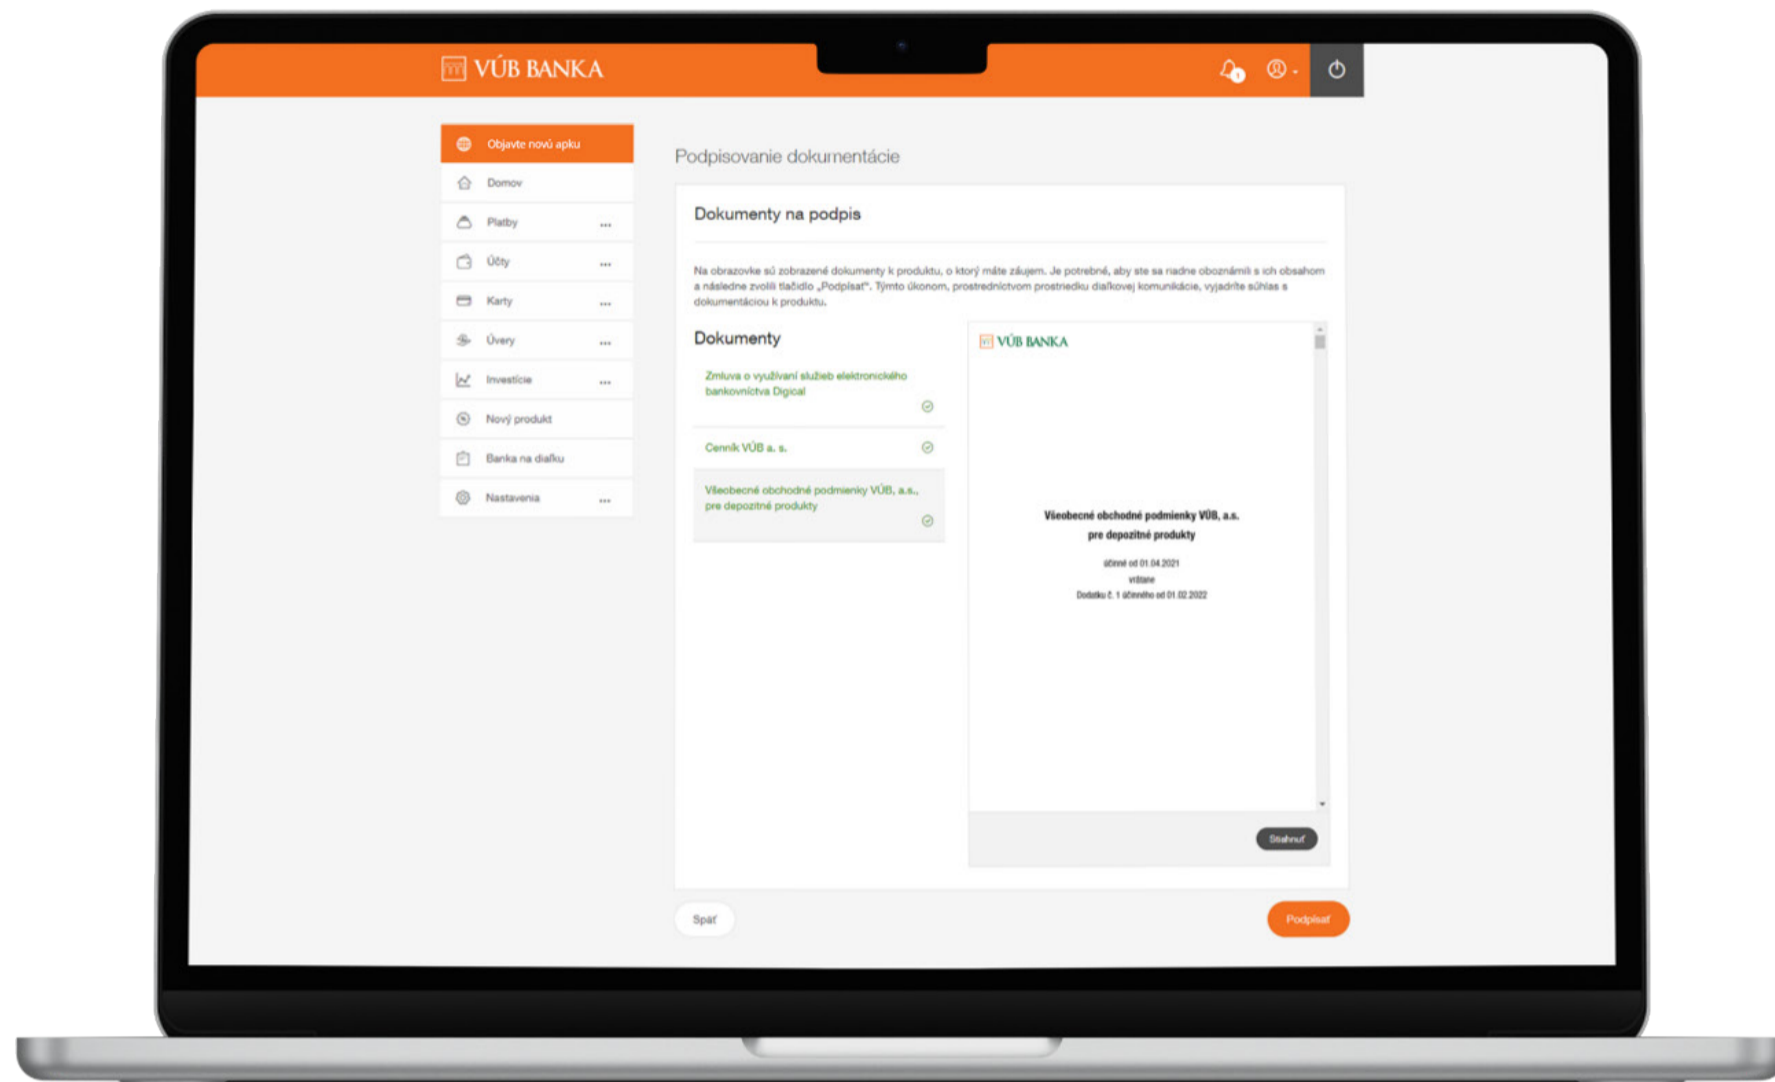 VÚB BANKA
1
Objavte novú apku
Domov
Platby
Účty
Karty
Úvery
Investície
Nový produkt
Banka na diaľku
Nastavenia
Podpisovanie dokumentácie
Dokumenty na podpis
Na obrazovke sú zobrazené dokumenty k produktu, o ktorý máte záujem. Je potrebné, aby ste sa riadne oboznámili s ich obsahom
a následne zvolili tlačidlo „Podpísať“. Týmto úkonom, prostredníctvom prostriedku diaľkovej komunikácie, vyjadríte súhlas s
dokumentáciou k produktu.
Dokumenty
Zmluva o využívaní služieb elektronického
bankovníctva Digical
Cenník VÚB a. s.
Všeobecné obchodné podmienky VÚB, a.s.,
pre depozitné produkty
VÚB BANKA
Všeobecné obchodné podmienky VÚB, a.s.
pre depozitné produkty
účinné od 01.04.2021
vrátane
Dodatku č. 1 účinného od 01.02.2022
Stiahnuť
Späť
Podpísať